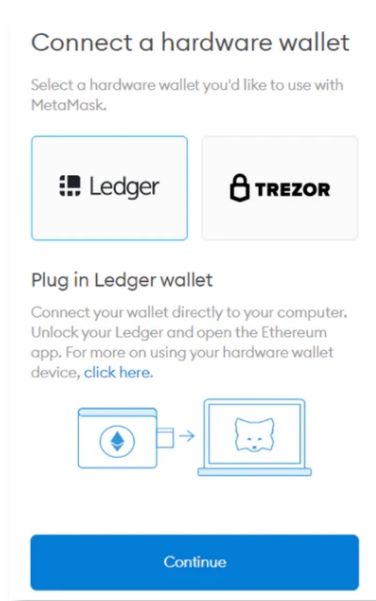 Connect a hardware wallet
Select a hardware wallet you'd like to use with
MetaMask.
Ledger
TREZOR
Plug in Ledger wallet
Connect your wallet directly to your computer.
Unlock your Ledger and open the Ethereum
app. For more on using your hardware wallet
device, click here.
Continue